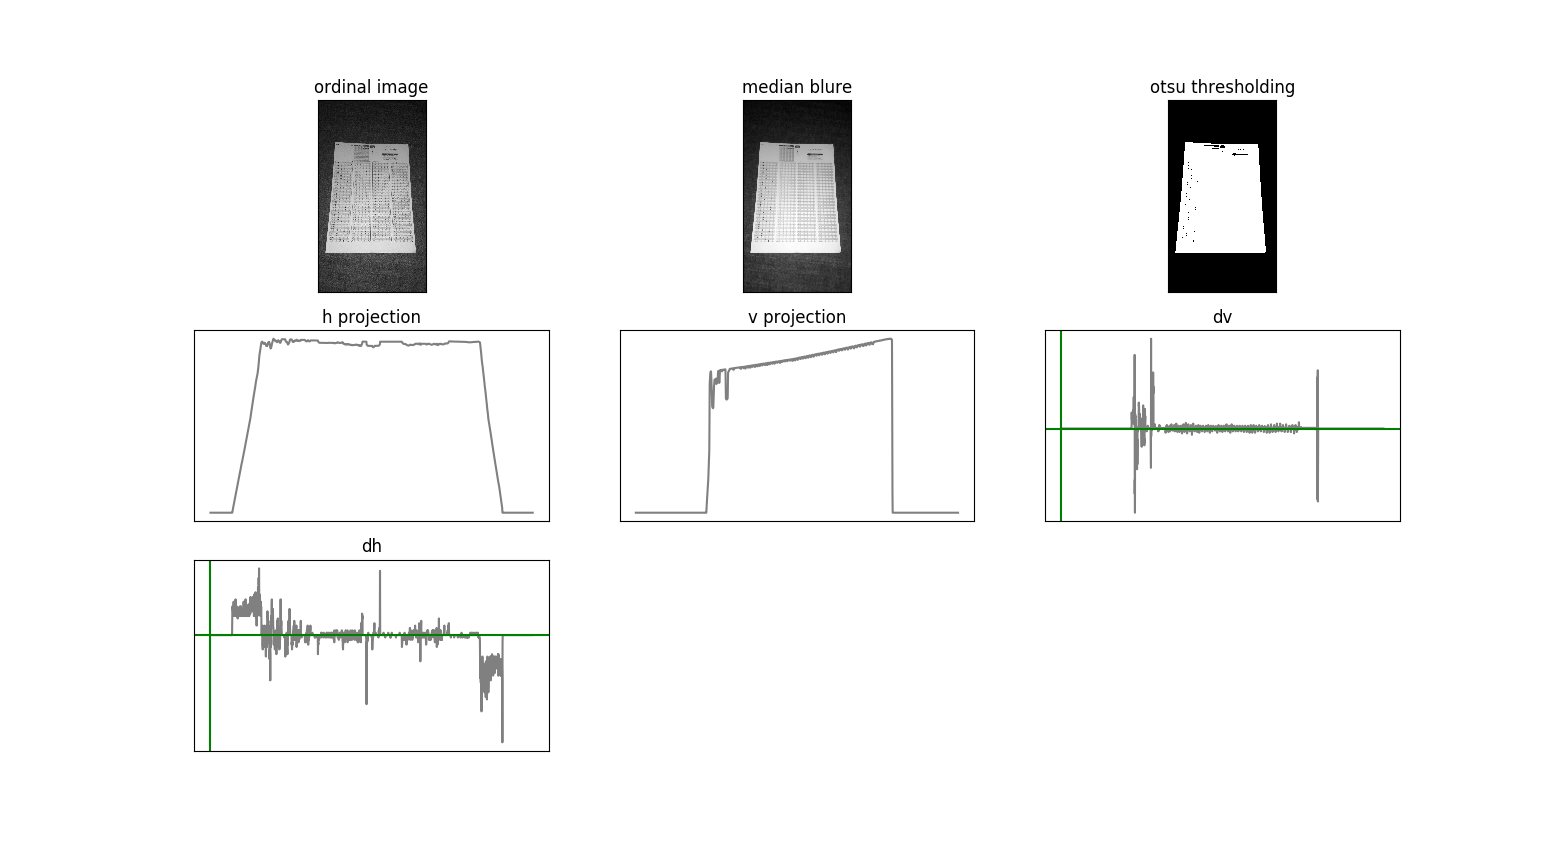 ordinal image
median blure
otsu thresholding
h projection
v projection
dv
dh